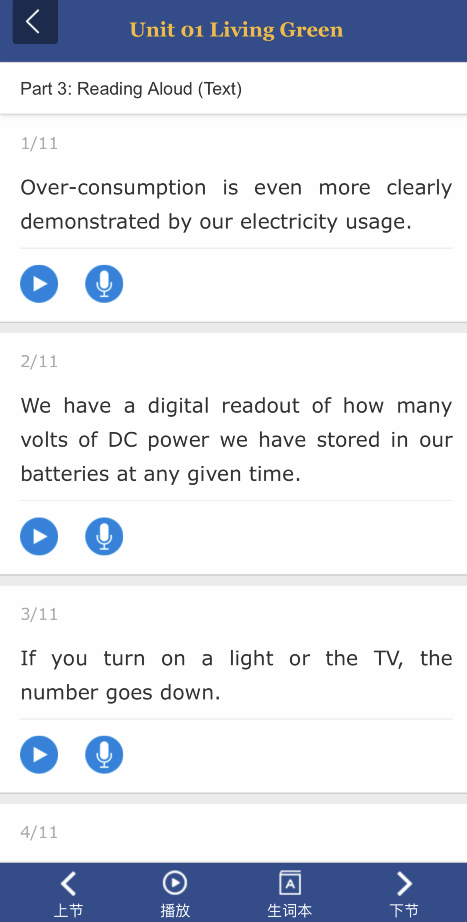 Unit 01 Living Green
Part 3: Reading Aloud (Text)
1/11
Over-consumption is even more clearly
demonstrated by our electricity usage.
2/11
We have a digital readout of how many
volts of DC power we have stored in our
batteries at any given time.
3/11
If you turn on a light or the TV, the
number goes down.
4/11
A
上节 播放 生词本 下节